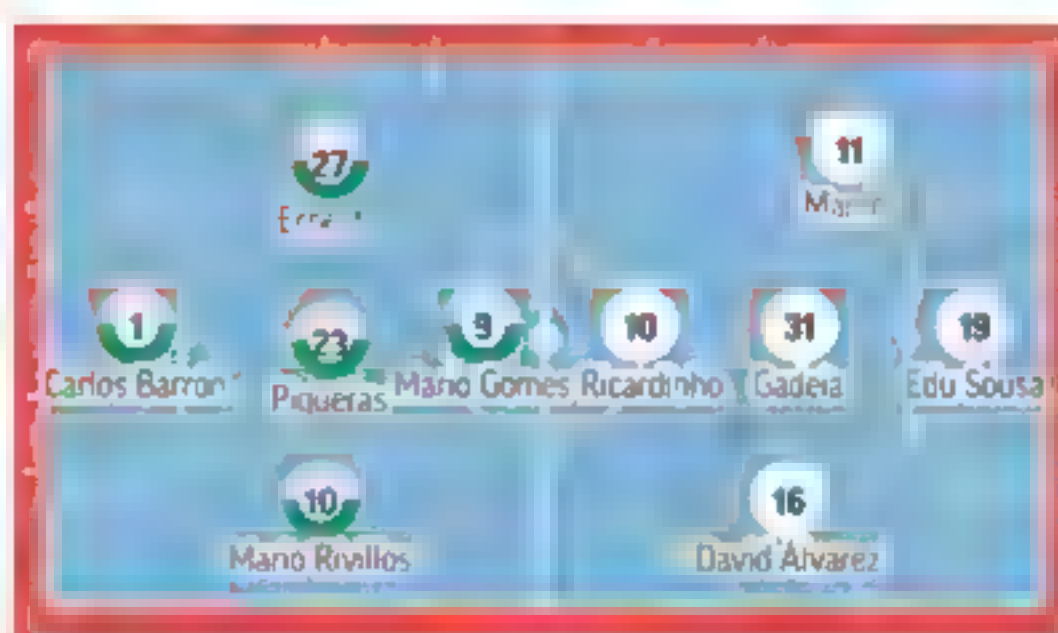 27
11
1
23
9
10
31
19
Carlos Barron
Piqueras
Mario Gomes
Ricardinho
Gadeia
Edu Sousa
10
16
Mario Rivillos
David Álvarez